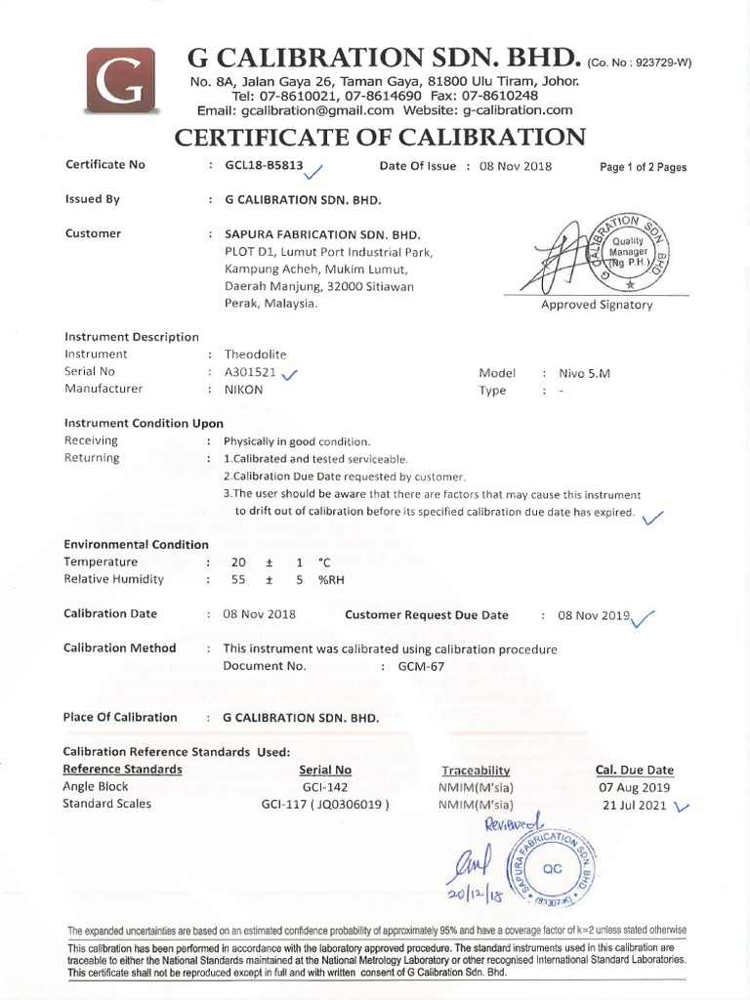 G
G CALIBRATION SDN. BHD. (Co. No : 923729-W)
No. 8A, Jalan Gaya 26, Taman Gaya, 81800 Ulu Tiram, Johor.
Tel: 07-8610021, 07-8614690 Fax: 07-8610248
Email: gcalibration@gmail.com Website: g-calibration.com
CERTIFICATE OF CALIBRATION
Certificate No : GCL18-B5813 Date Of Issue : 08 Nov 2018 Page 1 of 2 Pages
Issued By : G CALIBRATION SDN. BHD.
Customer : SAPURA FABRICATION SDN. BHD.
PLOT D1, Lumut Port Industrial Park,
Kampung Acheh, Mukim Lumut,
Daerah Manjung, 32000 Sitiawan
Perak, Malaysia.
G CALIBRATION SDN BHD
Quality
Manager
(Ng P.H.)
Approved Signatory
Instrument Description
Instrument : Theodolite
Serial No : A301521 Model : Nivo 5.M
Manufacturer : NIKON Type : -
Instrument Condition Upon
Receiving : Physically in good condition.
Returning : 1.Calibrated and tested serviceable.
2.Calibration Due Date requested by customer.
3.The user should be aware that there are factors that may cause this instrument
to drift out of calibration before its specified calibration due date has expired.
Environmental Condition
Temperature : 20 ± 1 °C
Relative Humidity : 55 ± 5 %RH
Calibration Date : 08 Nov 2018 Customer Request Due Date : 08 Nov 2019
Calibration Method : This instrument was calibrated using calibration procedure
Document No. : GCM-67
Place Of Calibration : G CALIBRATION SDN. BHD.
Calibration Reference Standards Used:
Reference Standards Serial No Traceability Cal. Due Date
Angle Block GCI-142 NMIM(M'sia) 07 Aug 2019
Standard Scales GCI-117 ( JQ0306019 ) NMIM(M'sia) 21 Jul 2021
Reviewed
20/12/18
SAPURA FABRICATION SDN. BHD
QC
(83307-K)
The expanded uncertainties are based on an estimated confidence probability of approximately 95% and have a coverage factor of k=2 unless stated otherwise
This calibration has been performed in accordance with the laboratory approved procedure. The standard instruments used in this calibration are
traceable to either the National Standards maintained at the National Metrology Laboratory or other recognised International Standard Laboratories.
This certificate shall not be reproduced except in full and with written consent of G Calibration Sdn. Bhd.